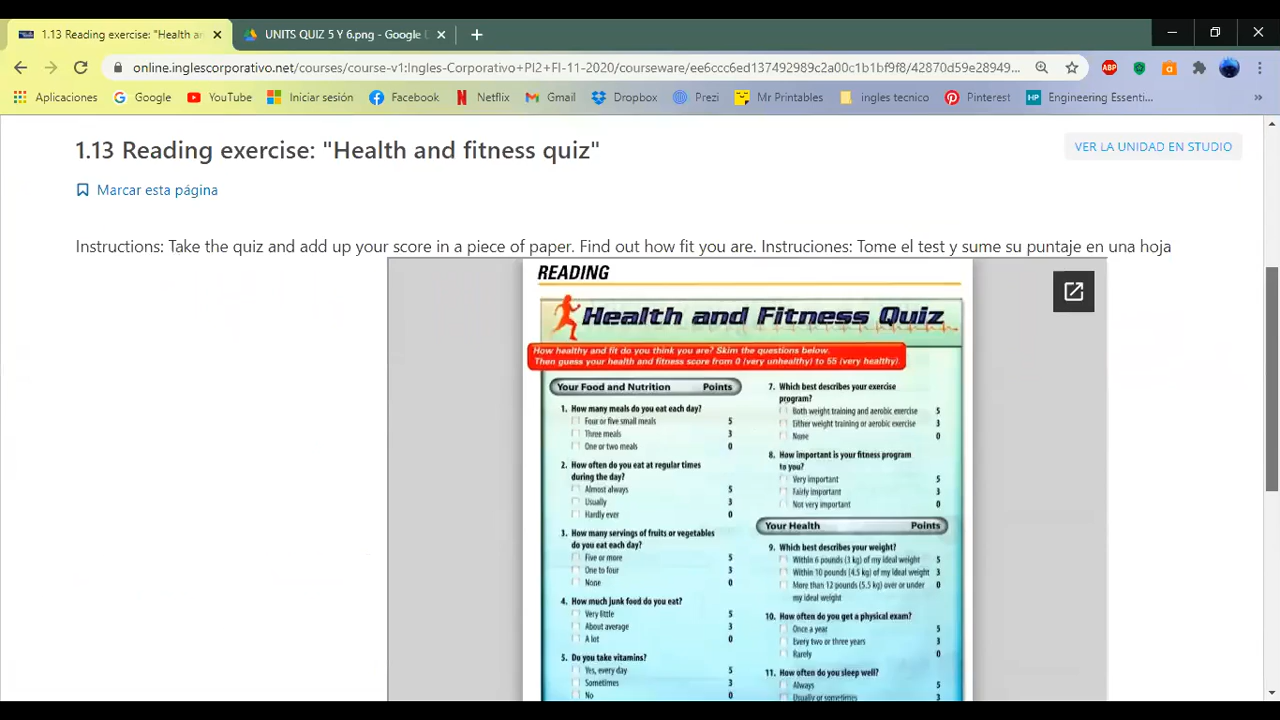 1.13 Reading exercise: "Health an
UNITS QUIZ 5 Y 6.png - Google
online.inglescorporativo.net/courses/course-v1:Ingles-Corporativo+PI2+FI-11-2020/courseware/ee6ccc6ed137492989c2a00c1b1bf9f8/42870d59e28949...
Aplicaciones Google YouTube Iniciar sesión Facebook Netflix Gmail Dropbox Prezi Mr Printables ingles tecnico Pinterest Engineering Essenti... »
ABP
HP
1.13 Reading exercise: "Health and fitness quiz"
VER LA UNIDAD EN STUDIO
Marcar esta página
Instructions: Take the quiz and add up your score in a piece of paper. Find out how fit you are. Instruciones: Tome el test y sume su puntaje en una hoja
READING
Health and Fitness Quiz
How healthy and fit do you think you are? Skim the questions below.
Then guess your health and fitness score from 0 (very unhealthy) to 55 (very healthy).
Your Food and Nutrition Points
1. How many meals do you eat each day?
Four or five small meals 5
Three meals 3
One or two meals 0
2. How often do you eat at regular times
during the day?
Almost always 5
Usually 3
Hardly ever 0
3. How many servings of fruits or vegetables
do you eat each day?
Five or more 5
One to four 3
None 0
4. How much junk food do you eat?
Very little 5
About average 3
A lot 0
5. Do you take vitamins?
Yes, every day 5
Sometimes 3
No 0
7. Which best describes your exercise
program?
Both weight training and aerobic exercise 5
Either weight training or aerobic exercise 3
None 0
8. How important is your fitness program
to you?
Very important 5
Fairly important 3
Not very important 0
Your Health Points
9. Which best describes your weight?
Within 6 pounds (3 kg) of my ideal weight 5
Within 10 pounds (4.5 kg) of my ideal weight 3
More than 12 pounds (5.5 kg) over or under 0
my ideal weight
10. How often do you get a physical exam?
Once a year 5
Every two or three years 3
Rarely 0
11. How often do you sleep well?
Always 5
Usually or sometimes 3